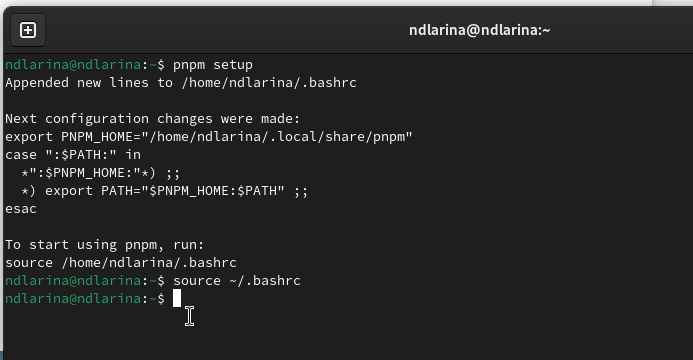 ndlarina@ndlarina:~
ndlarina@ndlarina:~$ pnpm setup
Appended new lines to /home/ndlarina/.bashrc

Next configuration changes were made:
export PNPM_HOME="/home/ndlarina/.local/share/pnpm"
case ":$PATH:" in
  *":$PNPM_HOME:"*) ;;
  *) export PATH="$PNPM_HOME:$PATH" ;;
esac

To start using pnpm, run:
source /home/ndlarina/.bashrc
ndlarina@ndlarina:~$ source ~/.bashrc
ndlarina@ndlarina:~$